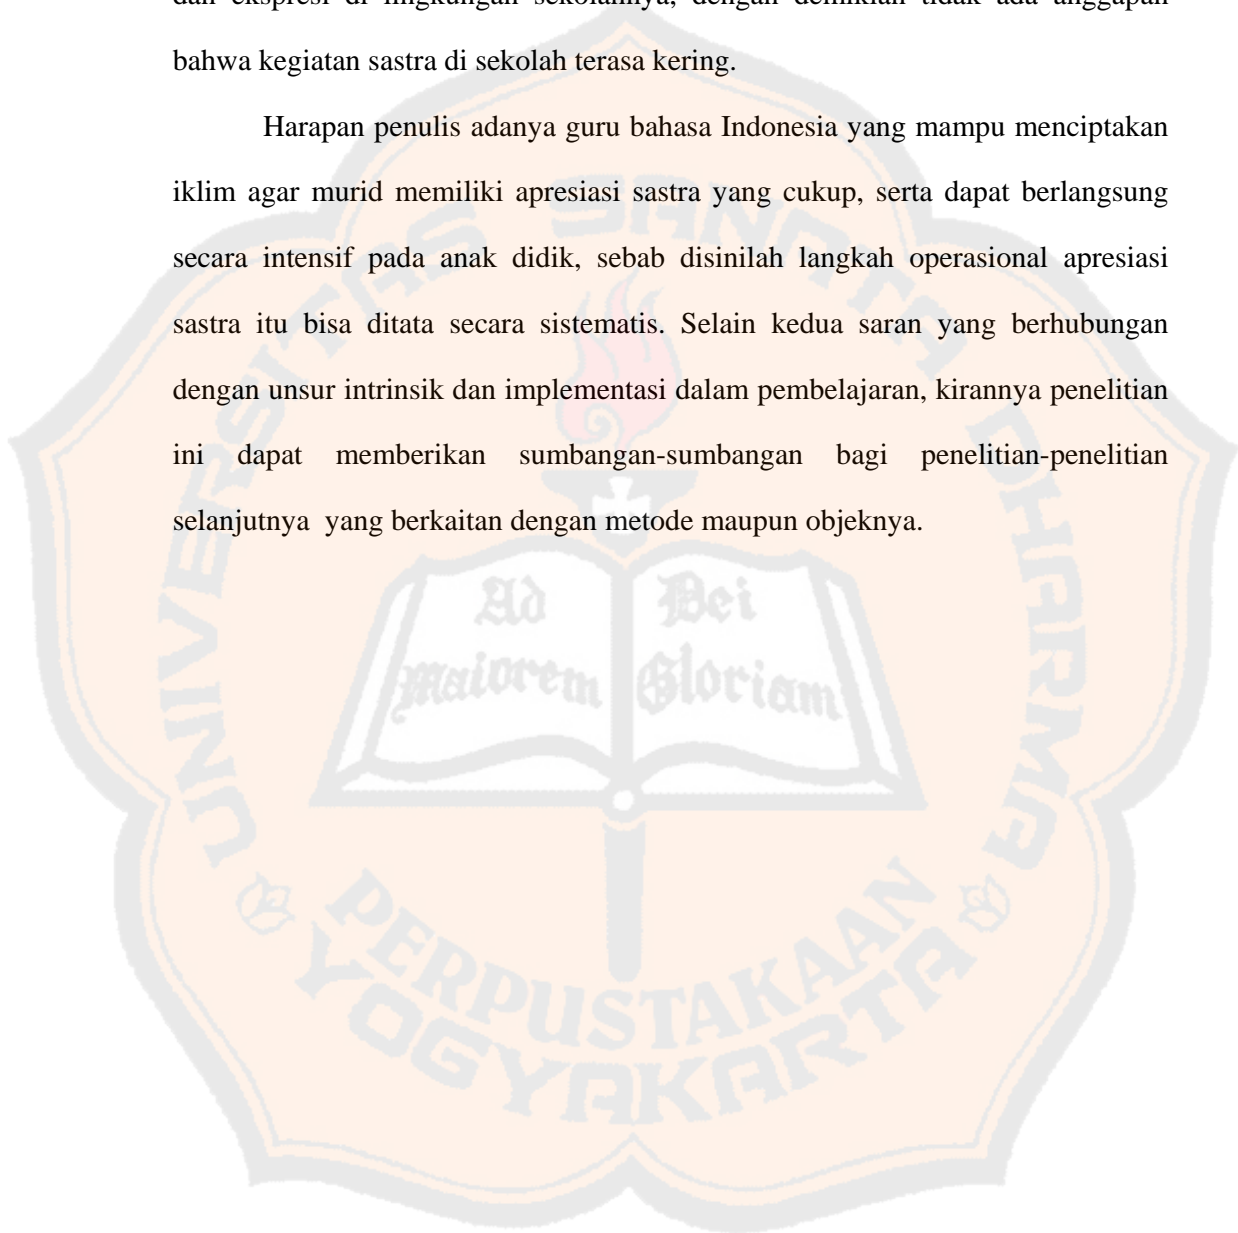 dan ekspresi di lingkungan sekolahnya, dengan demikian tidak ada anggapan
bahwa kegiatan sastra di sekolah terasa kering.
Harapan penulis adanya guru bahasa Indonesia yang mampu menciptakan
iklim agar murid memiliki apresiasi sastra yang cukup, serta dapat berlangsung
secara intensif pada anak didik, sebab disinilah langkah operasional apresiasi
sastra itu bisa ditata secara sistematis. Selain kedua saran yang berhubungan
dengan unsur intrinsik dan implementasi dalam pembelajaran, kirannya penelitian
ini dapat memberikan sumbangan-sumbangan bagi penelitian-penelitian
selanjutnya yang berkaitan dengan metode maupun objeknya.
UNIVERSITAS SANATA DHARMA
Ad Dei
Maiorem Gloriam
PERPUSTAKAAN
YOGYAKARTA